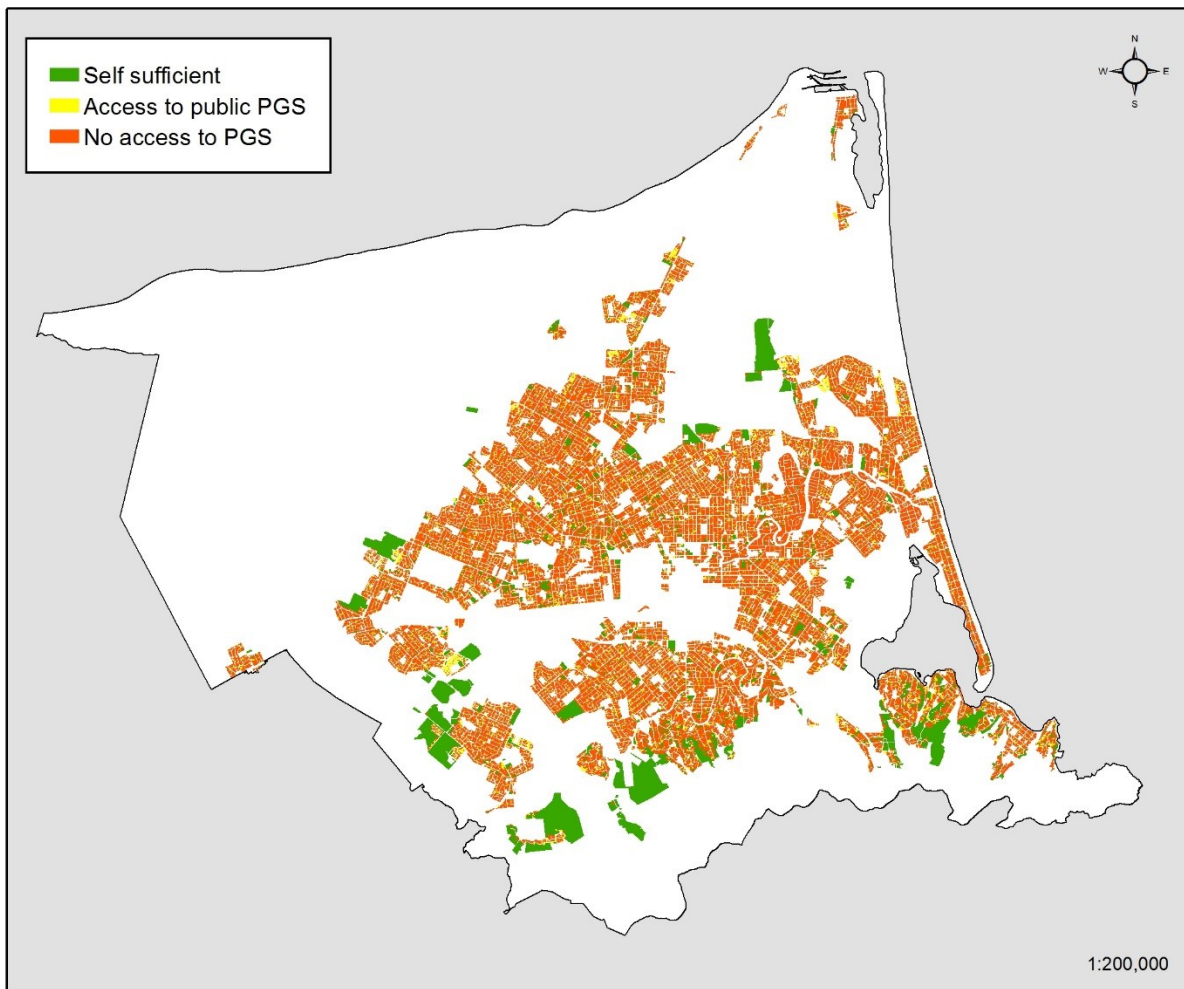 Self sufficient
Access to public PGS
No access to PGS
N
W E
S
1:200,000